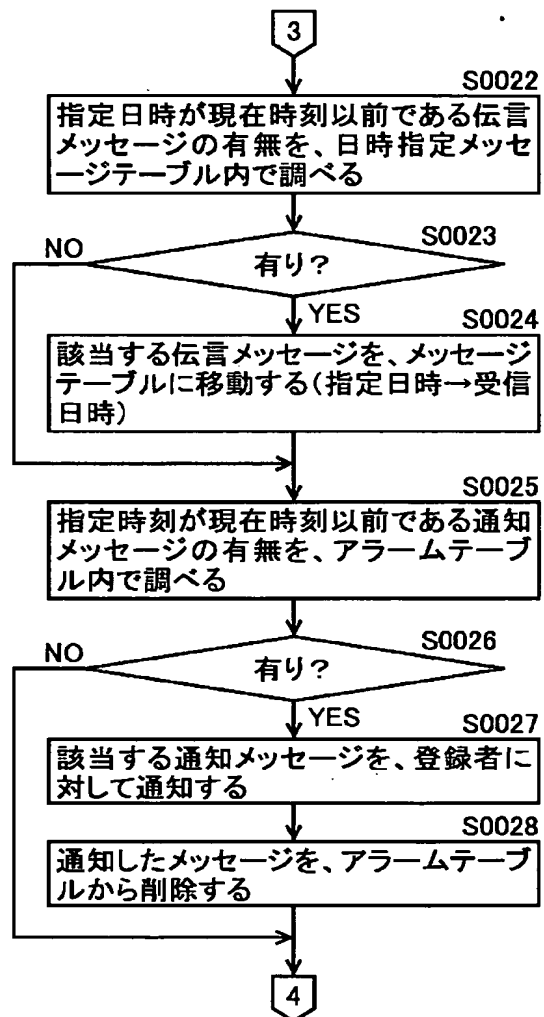 3
S0022
指定日時が現在時刻以前である伝言
メッセージの有無を、日時指定メッセ
ージテーブル内で調べる
S0023
NO
有り?
YES
S0024
該当する伝言メッセージを、メッセージ
テーブルに移動する(指定日時→受信
日時)
S0025
指定時刻が現在時刻以前である通知
メッセージの有無を、アラームテーブ
ル内で調べる
S0026
NO
有り?
YES
S0027
該当する通知メッセージを、登録者に
対して通知する
S0028
通知したメッセージを、アラームテーブ
ルから削除する
4